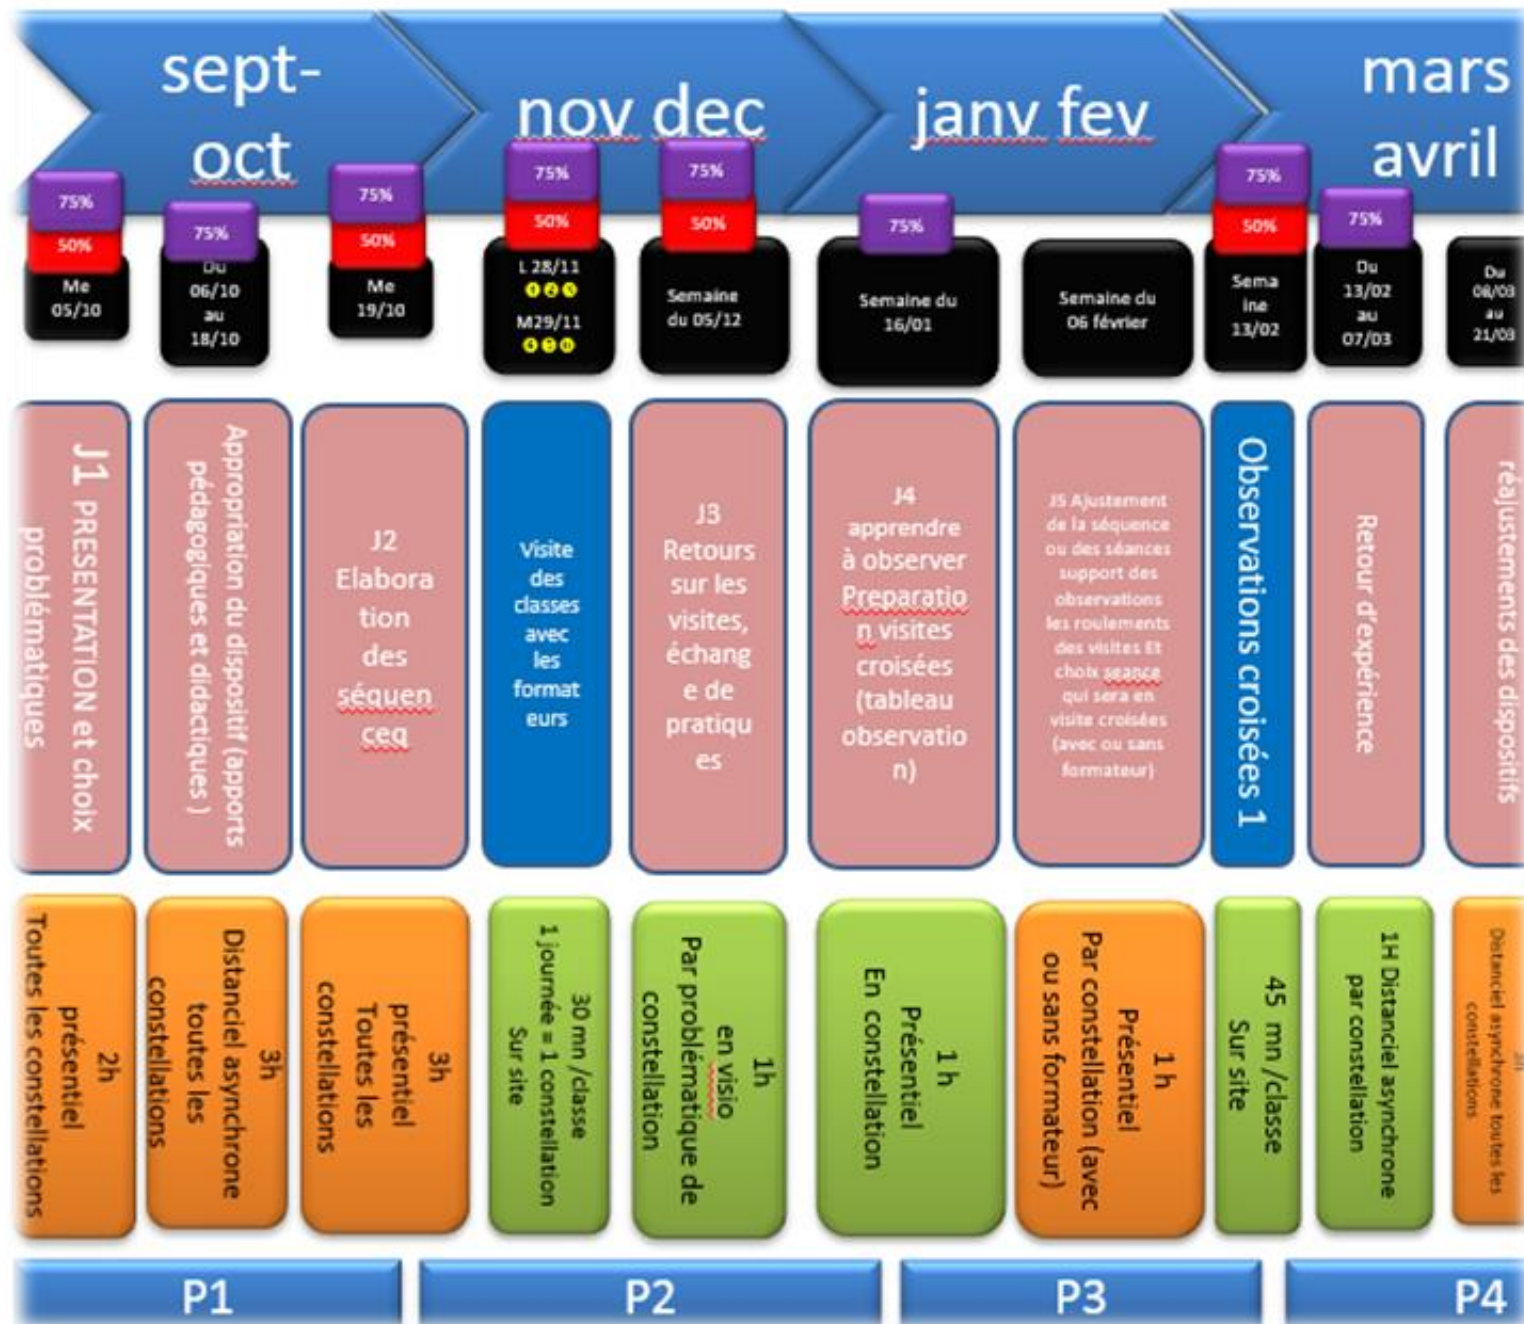 sept-
oct
nov dec
janv fev
mars
avril
75%
50%
Me
05/10
75%
Du
06/10
au
18/10
75%
50%
Me
19/10
75%
50%
L 28/11
1 2 3
M29/11
4 5 6
75%
50%
Semaine
du 05/12
75%
Semaine du
16/01
Semaine du
06 février
75%
50%
Sema
ine
13/02
75%
Du
13/02
au
07/03
Du
08/03
au
21/03
J1 PRESENTATION et choix
problématiques
Appropriation du dispositif (apports
pédagogiques et didactiques )
J2
Elabora
tion
des
séquen
ceq
Visite
des
classes
avec
les
format
eurs
J3
Retours
sur les
visites,
échang
e de
pratiqu
es
J4
apprendre
à observer
Preparatio
n visites
croisées
(tableau
observatio
n)
J5 Ajustement
de la séquence
ou des séances
support des
observations
les roulements
des visites Et
choix seance
qui sera en
visite croisées
(avec ou sans
formateur)
Observations croisées 1
Retour d'expérience
réajustements des dispositifs
2h
présentiel
Toutes les constellations
3h
Distanciel asynchrone
toutes les
constellations
3h
présentiel
Toutes les
constellations
30 mn /classe
1 journée = 1 constellation
Sur site
1h
en visio
Par problématique de
constellation
1 h
Présentiel
En constellation
1 h
Présentiel
Par constellation (avec
ou sans formateur)
45 mn /classe
Sur site
1H Distanciel asynchrone
par constellation
Distanciel asynchrone toutes les
constellations
P1
P2
P3
P4